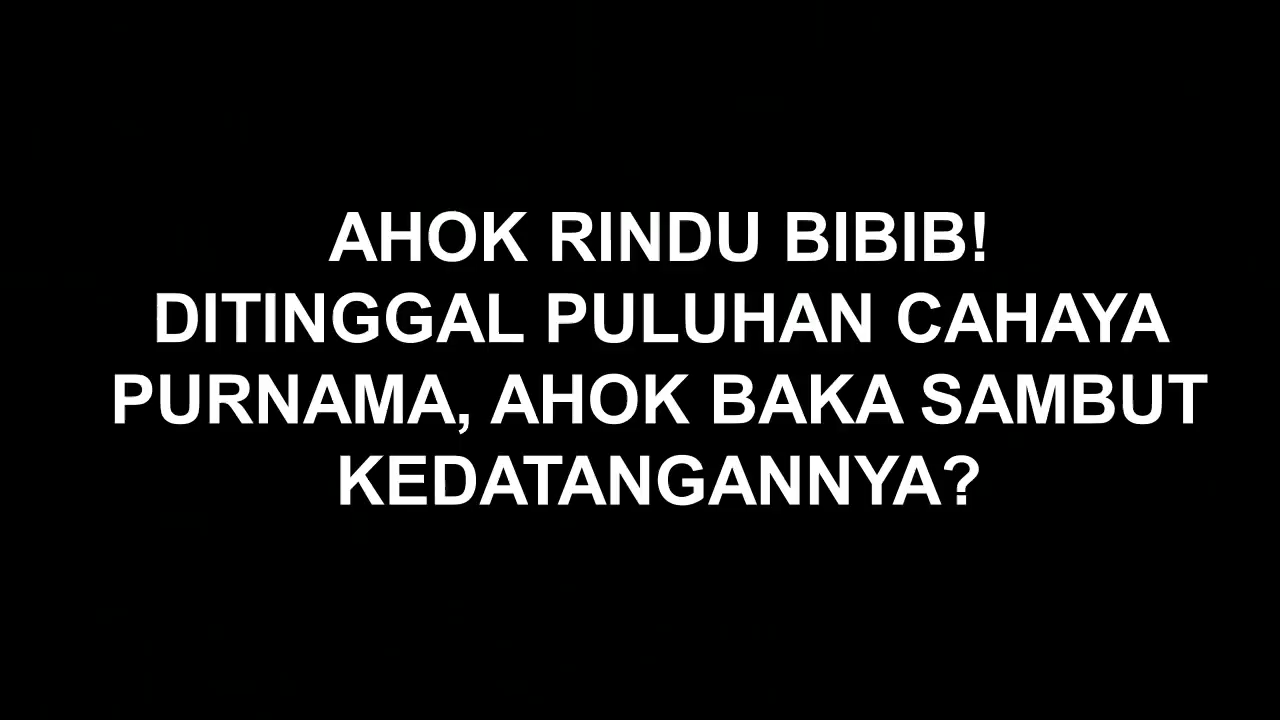 AHOK RINDU BIBIB!
DITINGGAL PULUHAN CAHAYA
PURNAMA, AHOK BAKA SAMBUT
KEDATANGANNYA?